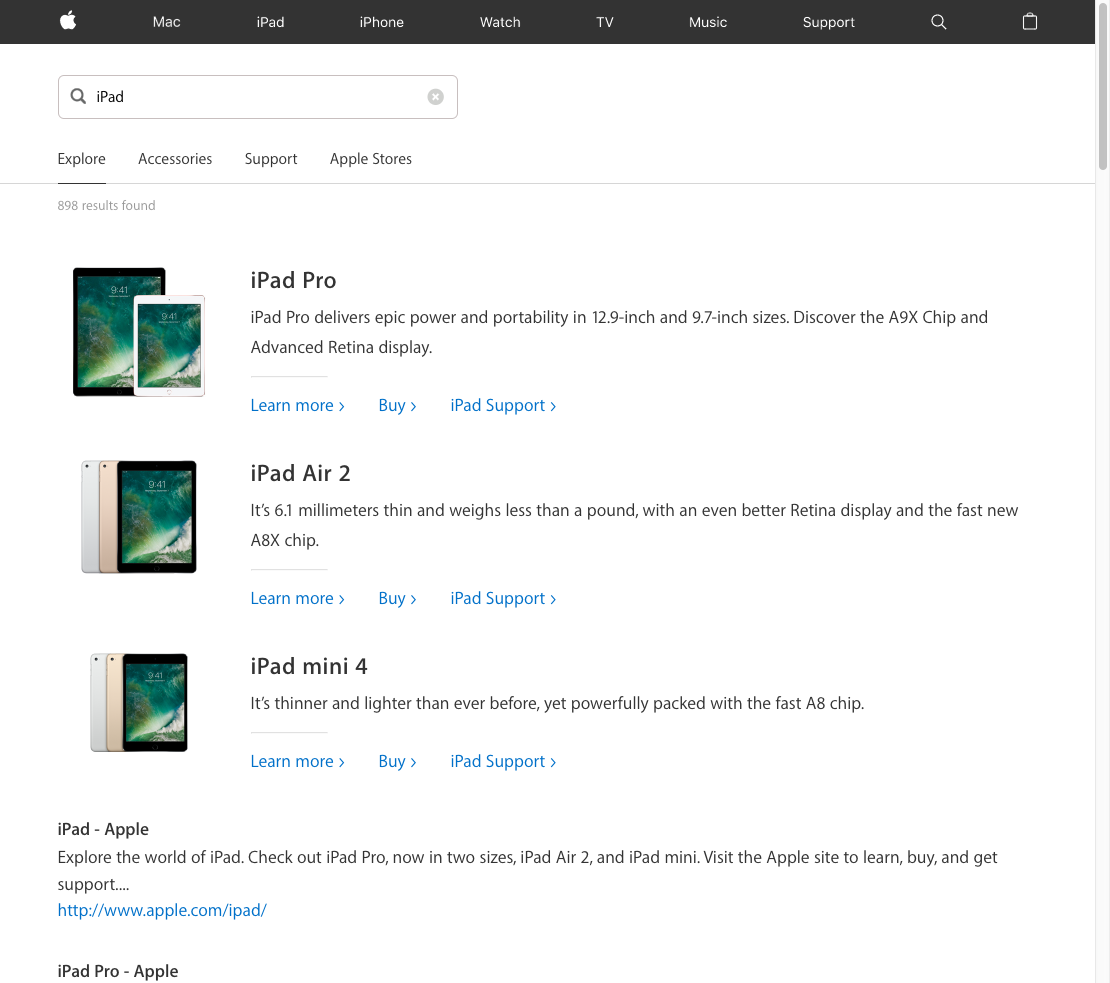 Mac iPad iPhone Watch TV Music Support
iPad
Explore Accessories Support Apple Stores
898 results found
9:41
9:41
iPad Pro
iPad Pro delivers epic power and portability in 12.9-inch and 9.7-inch sizes. Discover the A9X Chip and
Advanced Retina display.
Learn more › Buy › iPad Support ›
9:41
iPad Air 2
It’s 6.1 millimeters thin and weighs less than a pound, with an even better Retina display and the fast new
A8X chip.
Learn more › Buy › iPad Support ›
9:41
iPad mini 4
It’s thinner and lighter than ever before, yet powerfully packed with the fast A8 chip.
Learn more › Buy › iPad Support ›
iPad - Apple
Explore the world of iPad. Check out iPad Pro, now in two sizes, iPad Air 2, and iPad mini. Visit the Apple site to learn, buy, and get
support....
http://www.apple.com/ipad/
iPad Pro - Apple